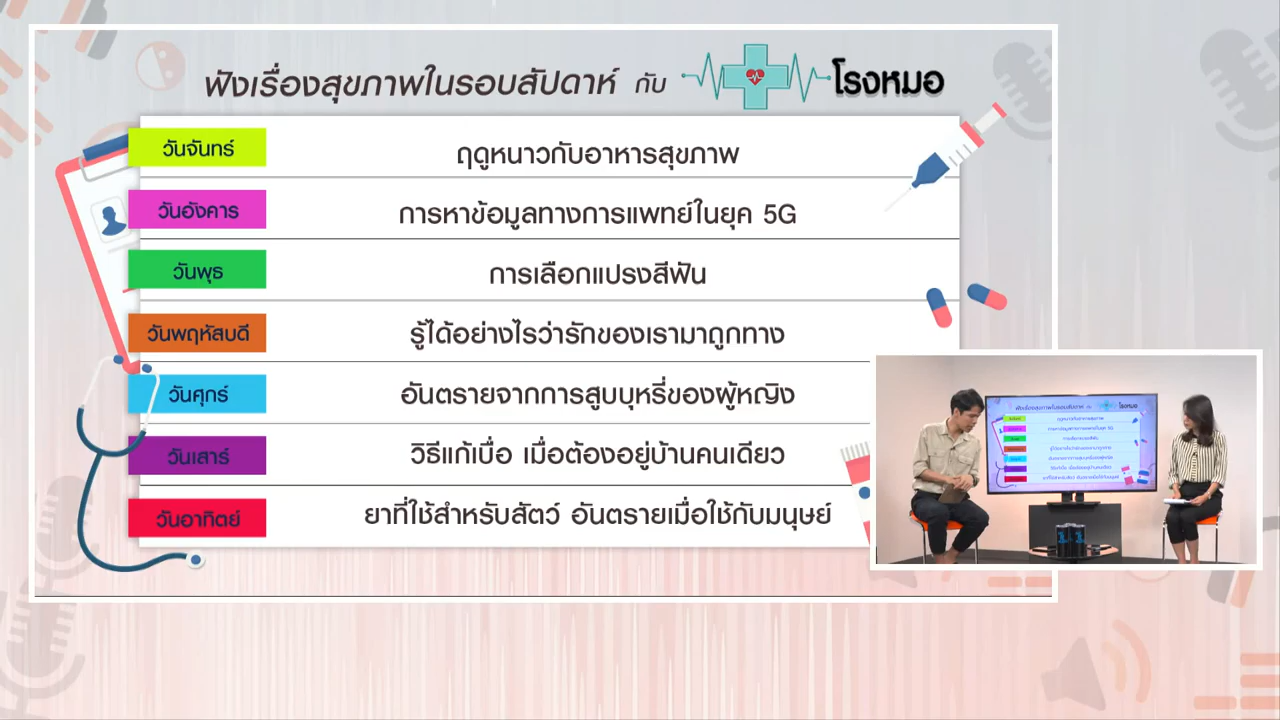 ฟังเรื่องสุขภาพในรอบสัปดาห์ กับ โรงหมอ
วันจันทร์ ฤดูหนาวกับอาหารสุขภาพ
วันอังคาร การหาข้อมูลทางการแพทย์ในยุค 5G
วันพุธ การเลือกแปรงสีฟัน
วันพฤหัสบดี รู้ได้อย่างไรว่ารักของเรามาถูกทาง
วันศุกร์ อันตรายจากการสูบบุหรี่ของผู้หญิง
วันเสาร์ วิธีแก้เบื่อ เมื่อต้องอยู่บ้านคนเดียว
วันอาทิตย์ ยาที่ใช้สำหรับสัตว์ อันตรายเมื่อใช้กับมนุษย์